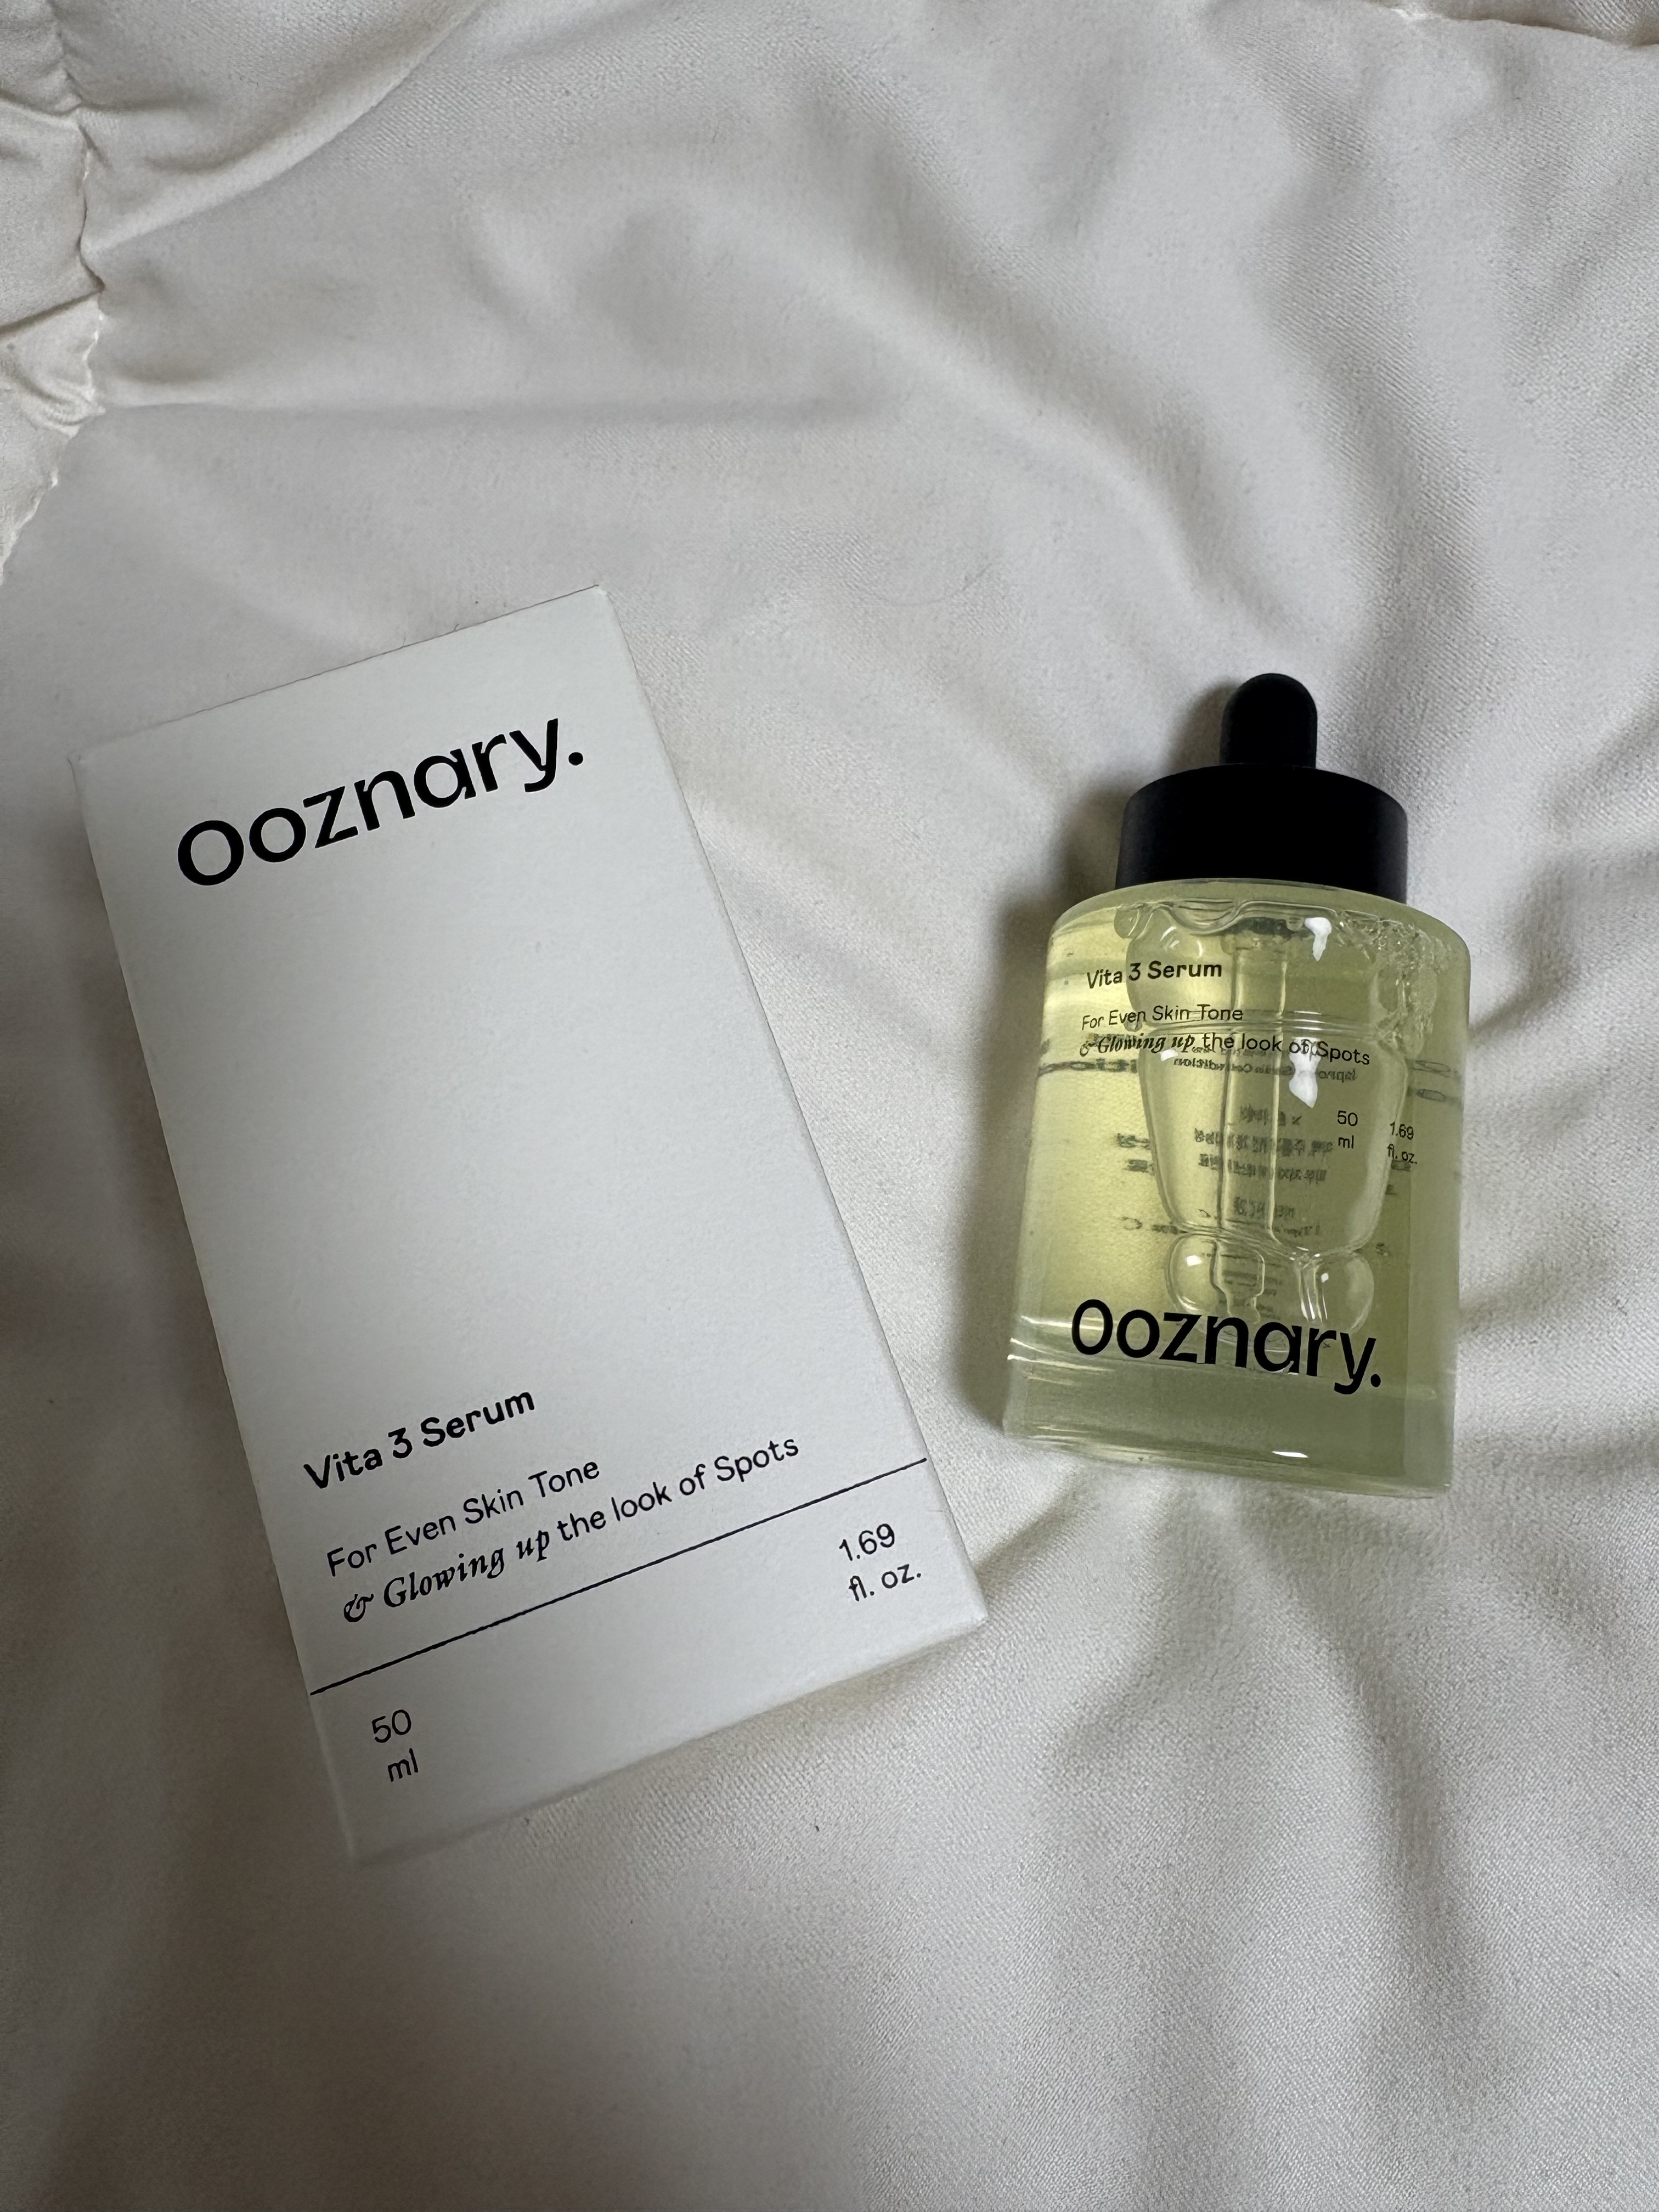 Ooznary.
Vita 3 Serum
For Even Skin Tone
& Glowing up the look of Spots
50
ml
1.69
fl. oz.
Vita 3 Serum
For Even Skin Tone
& Glowing up the look of Spots
50
ml
1.69
fl. oz.
Ooznary.